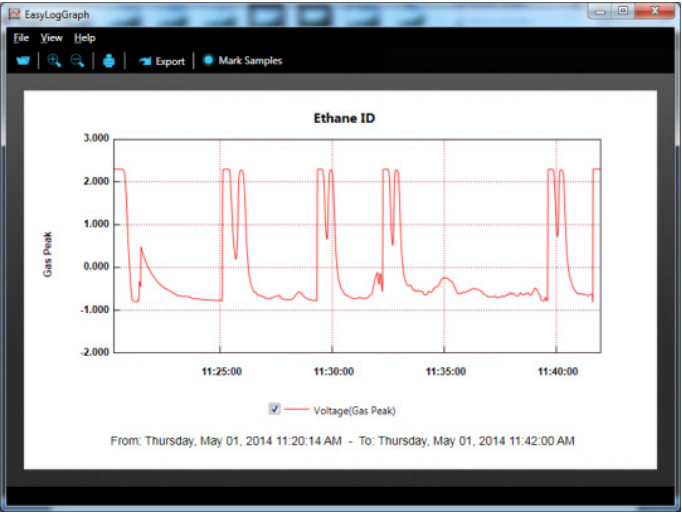 EasyLogGraph
File View Help
Export Mark Samples
Ethane ID
3.000
2.000
1.000
0.000
-1.000
-2.000
Gas Peak
11:25:00 11:30:00 11:35:00 11:40:00
Voltage(Gas Peak)
From: Thursday, May 01, 2014 11:20:14 AM - To: Thursday, May 01, 2014 11:42:00 AM